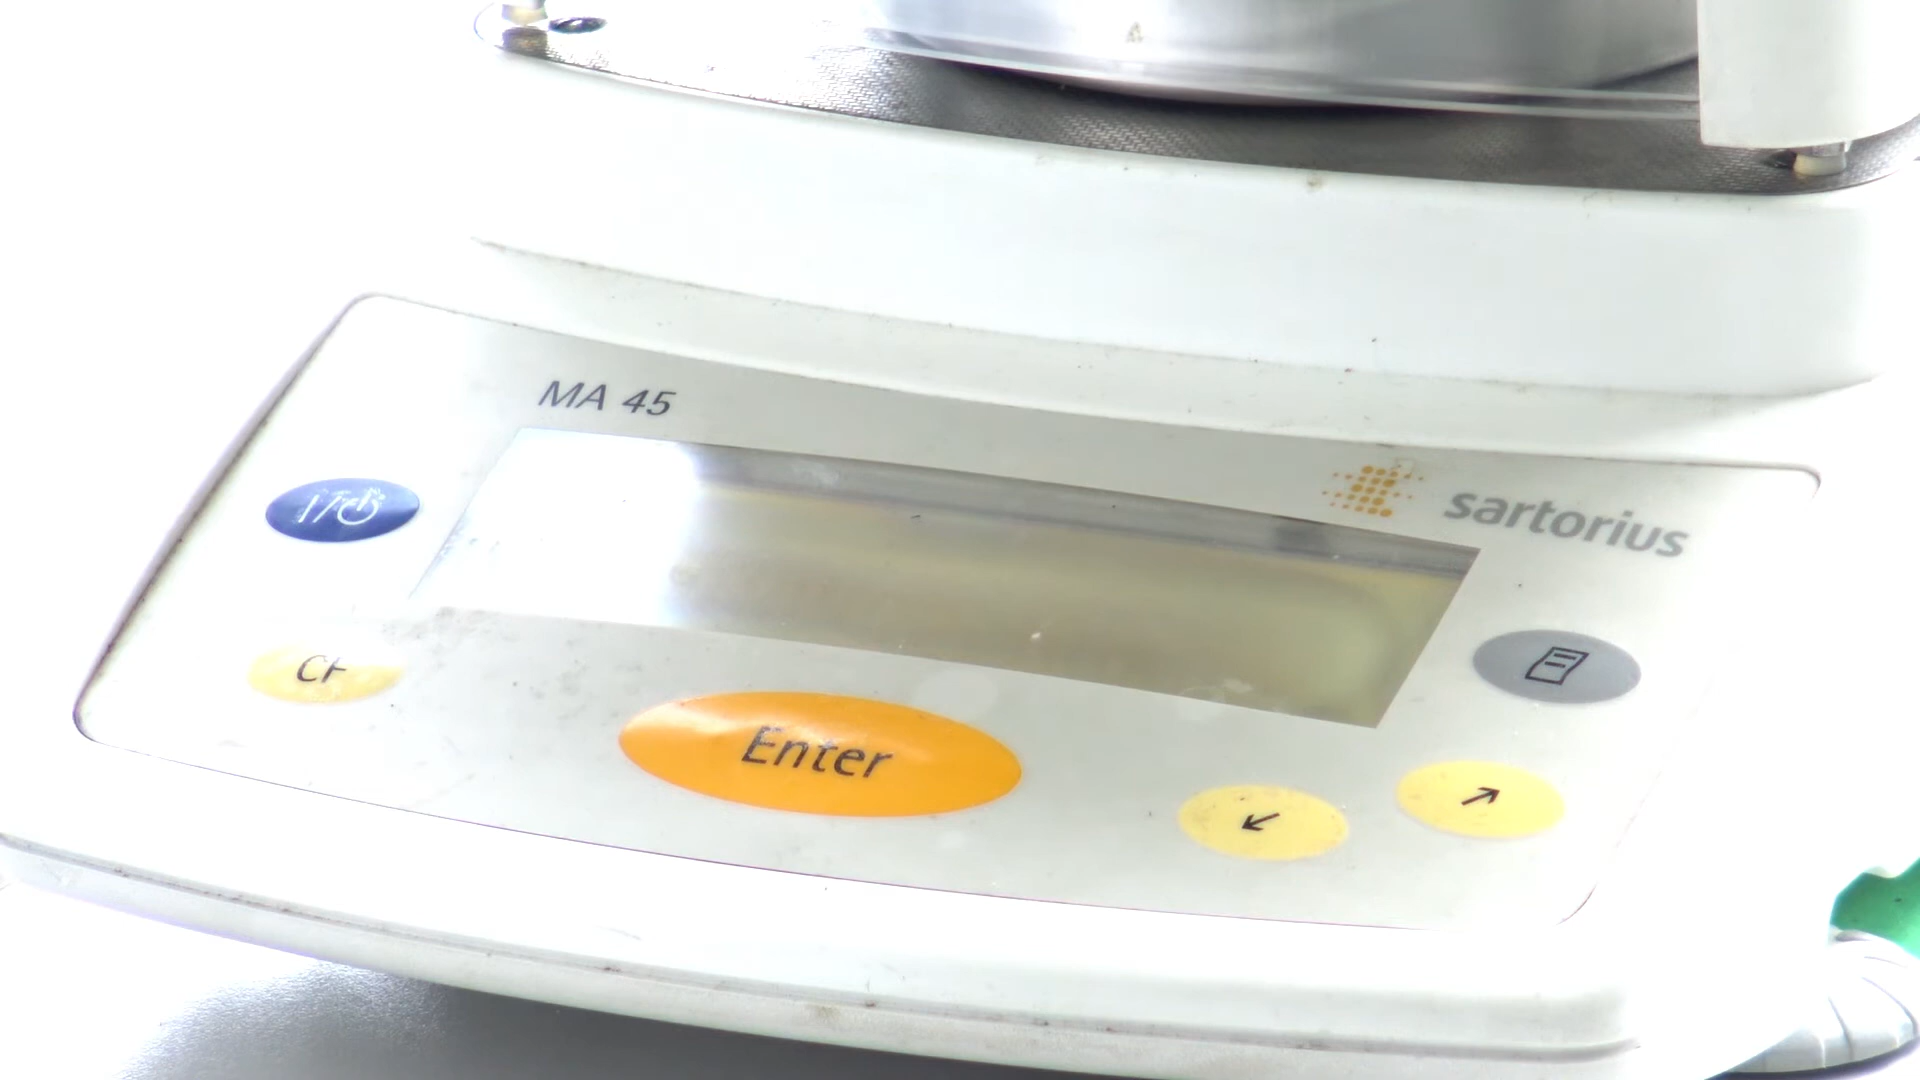 MA 45
sartorius
I/⏻
CF
Enter
↙
↗